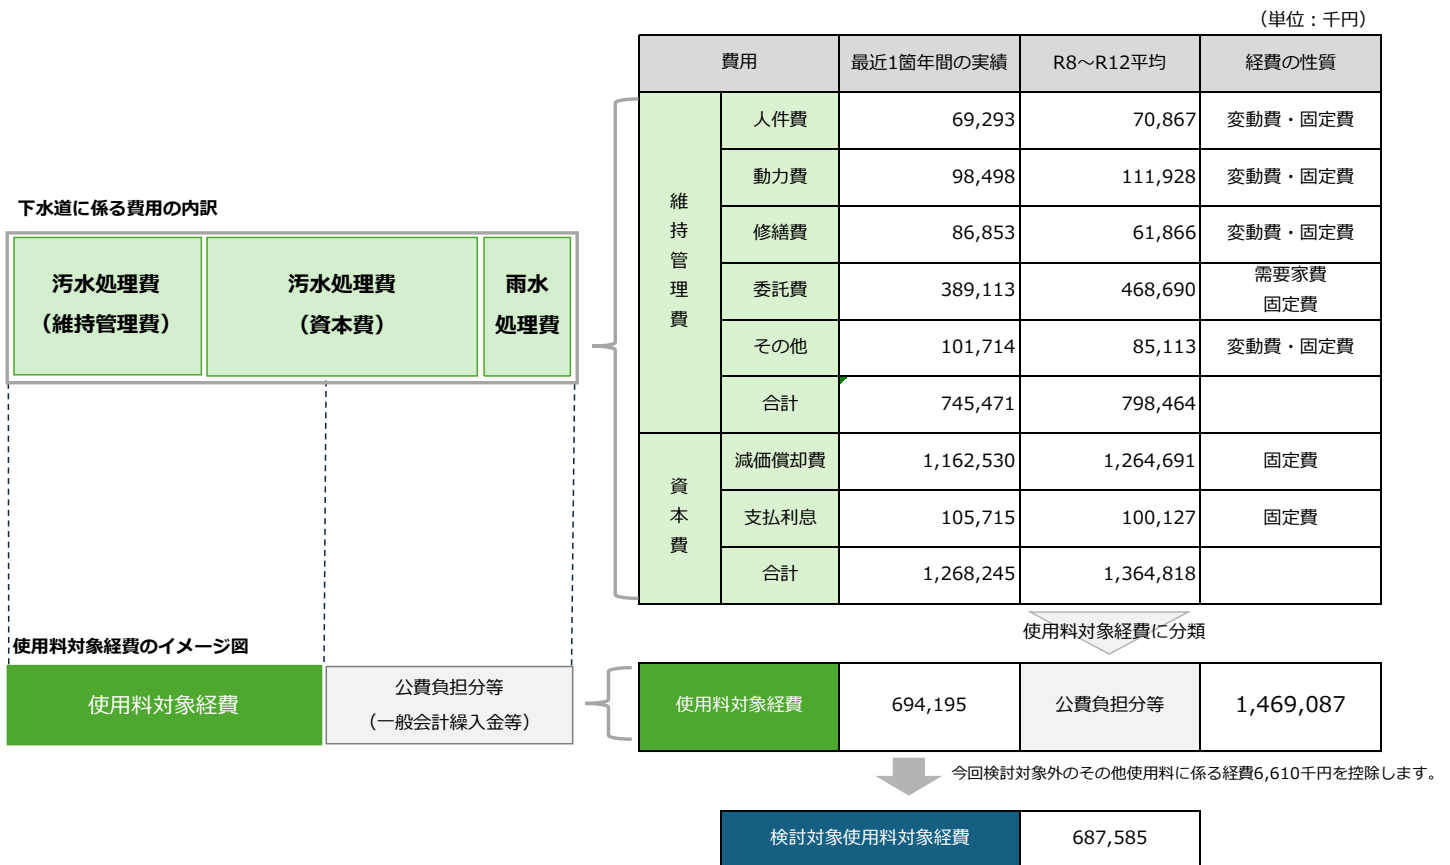 （単位：千円）
費用 最近1箇年間の実績 R8～R12平均 経費の性質
維持管理費
人件費 69,293 70,867 変動費・固定費
動力費 98,498 111,928 変動費・固定費
修繕費 86,853 61,866 変動費・固定費
委託費 389,113 468,690 需要家費
固定費
その他 101,714 85,113 変動費・固定費
合計 745,471 798,464
資本費
減価償却費 1,162,530 1,264,691 固定費
支払利息 105,715 100,127 固定費
合計 1,268,245 1,364,818
下水道に係る費用の内訳
汚水処理費
（維持管理費）
汚水処理費
（資本費）
雨水
処理費
使用料対象経費に分類
使用料対象経費のイメージ図
使用料対象経費
公費負担分等
（一般会計繰入金等）
使用料対象経費 694,195 公費負担分等 1,469,087
今回検討対象外のその他使用料に係る経費6,610千円を控除します。
検討対象使用料対象経費 687,585